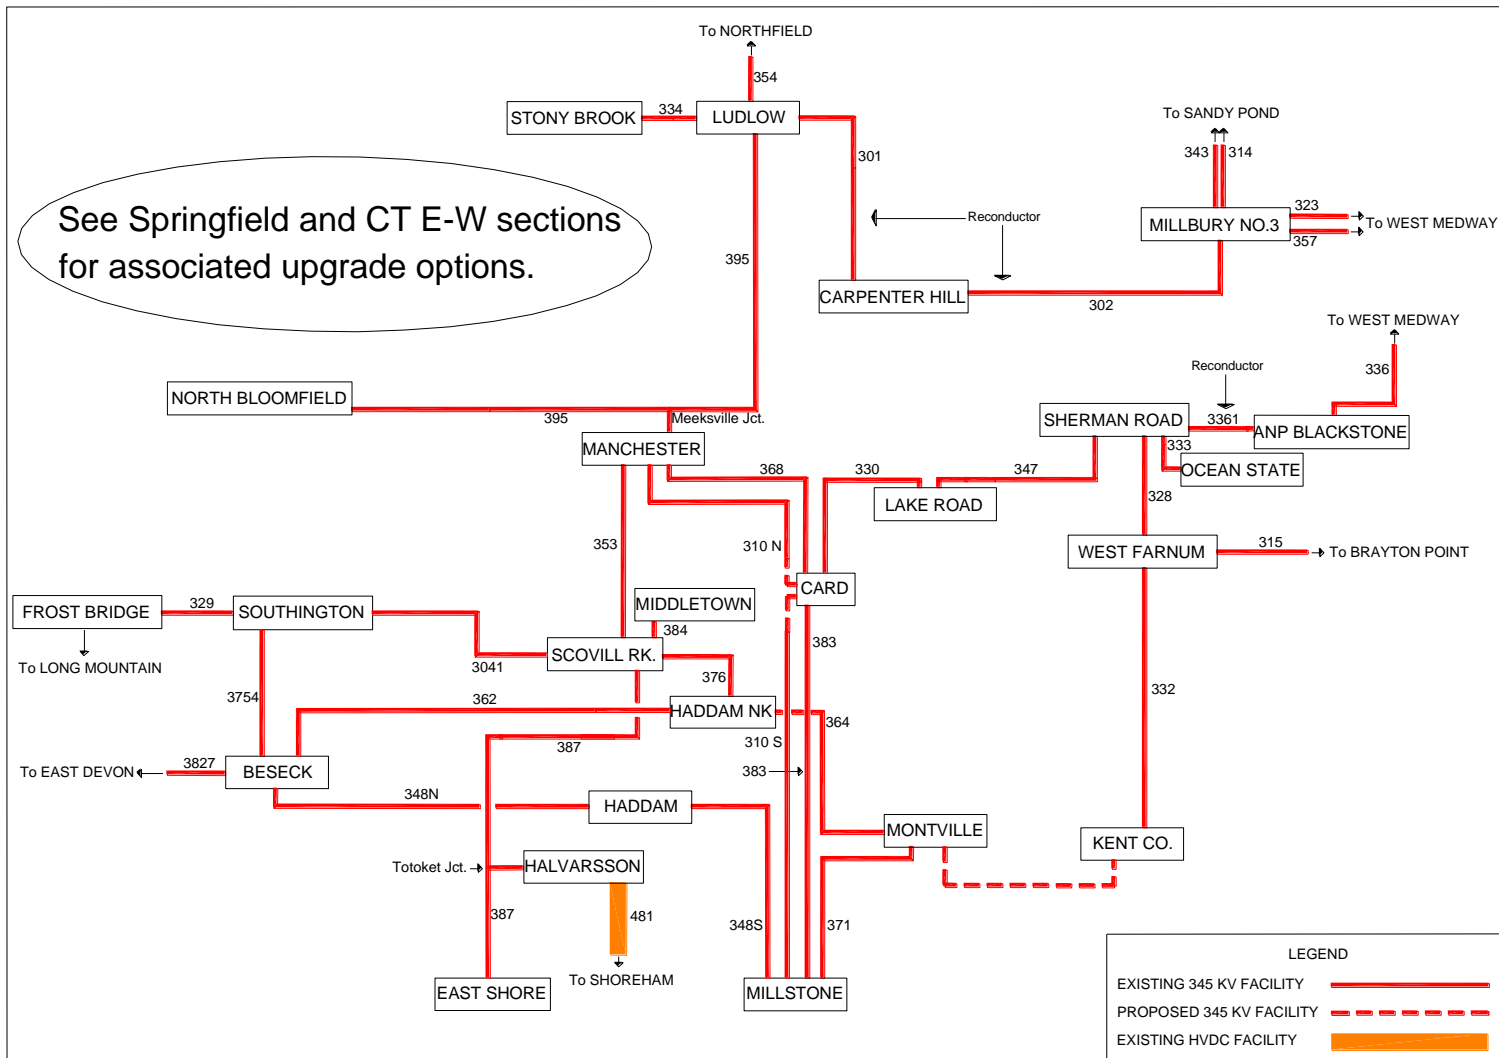 To NORTHFIELD
354
STONY BROOK
334
LUDLOW
To SANDY POND
343
314
301
See Springfield and CT E-W sections
for associated upgrade options.
Reconductor
323
MILLBURY NO.3
To WEST MEDWAY
357
395
CARPENTER HILL
302
To WEST MEDWAY
Reconductor
336
NORTH BLOOMFIELD
395
Meeksville Jct.
SHERMAN ROAD
3361
ANP BLACKSTONE
MANCHESTER
333
368
330
347
OCEAN STATE
328
LAKE ROAD
353
310 N
WEST FARNUM
315
To BRAYTON POINT
CARD
FROST BRIDGE
329
SOUTHINGTON
MIDDLETOWN
384
383
To LONG MOUNTAIN
3041
SCOVILL RK.
376
3754
362
HADDAM NK
364
332
387
310 S
To EAST DEVON
3827
BESECK
383
348N
HADDAM
MONTVILLE
KENT CO.
Totoket Jct.
HALVARSSON
387
481
348S
371
To SHOREHAM
EAST SHORE
MILLSTONE
LEGEND
EXISTING 345 KV FACILITY
PROPOSED 345 KV FACILITY
EXISTING HVDC FACILITY